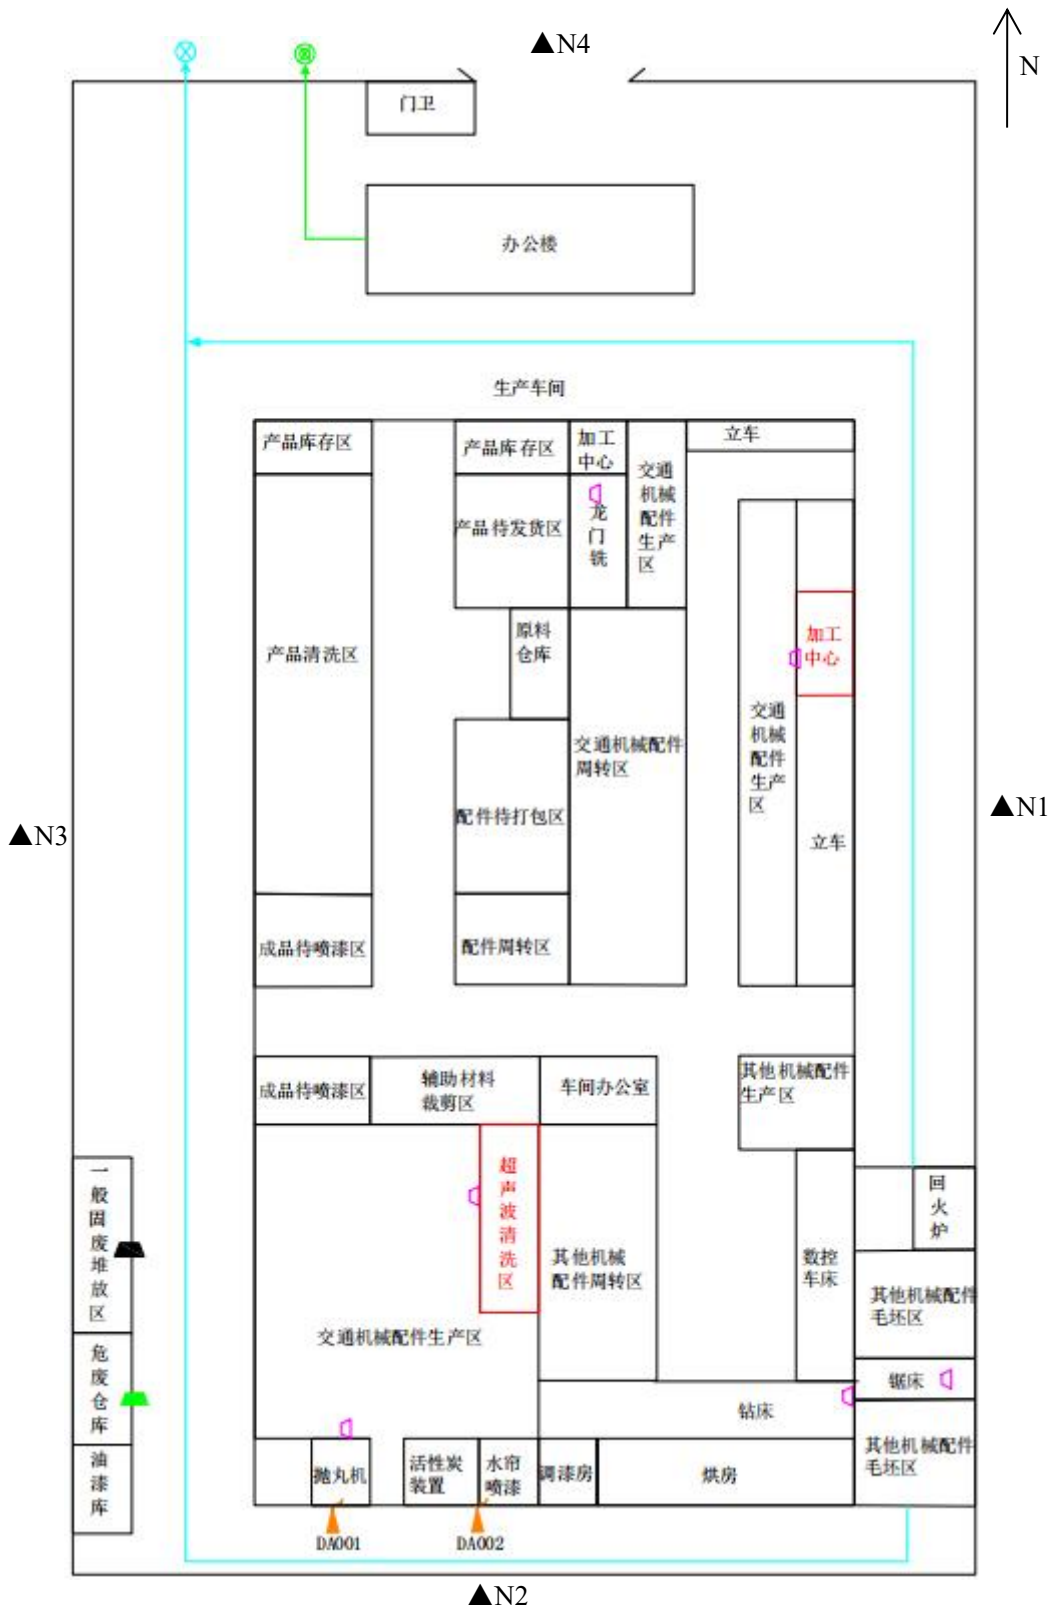 ▲N4
N
门卫
办公楼
生产车间
产品库存区
产品库存区
加工
中心
交通
机械
配件
生产
区
立车
产品待发货区
龙
门
铣
产品清洗区
原料
仓库
加工
中心
交通
机械
配件
生产
区
交通机械配件
周转区
配件待打包区
立车
▲N3
▲N1
成品待喷漆区
配件周转区
成品待喷漆区
辅助材料
裁剪区
车间办公室
其他机械配件
生产区
一
般
固
废
堆
放
区
超
声
波
清
洗
区
其他机械
配件周转区
数控
车床
回
火
炉
其他机械配件
毛坯区
交通机械配件生产区
危
废
仓
库
锯床
钻床
油
漆
库
抛丸机
活性炭
装置
水帘
喷漆
调漆房
烘房
其他机械配件
毛坯区
DA001
DA002
▲N2